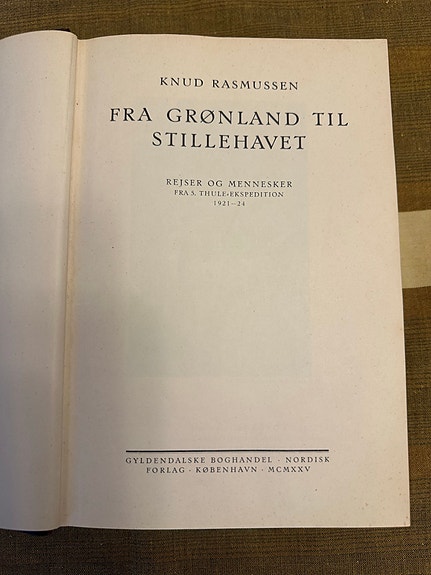 KNUD RASMUSSEN
FRA GRØNLAND TIL
STILLEHAVET
REJSER OG MENNESKER
FRA 5. THULE-EKSPEDITION
1921—24
GYLDENDALSKE BOGHANDEL · NORDISK
FORLAG · KØBENHAVN · MCMXXV